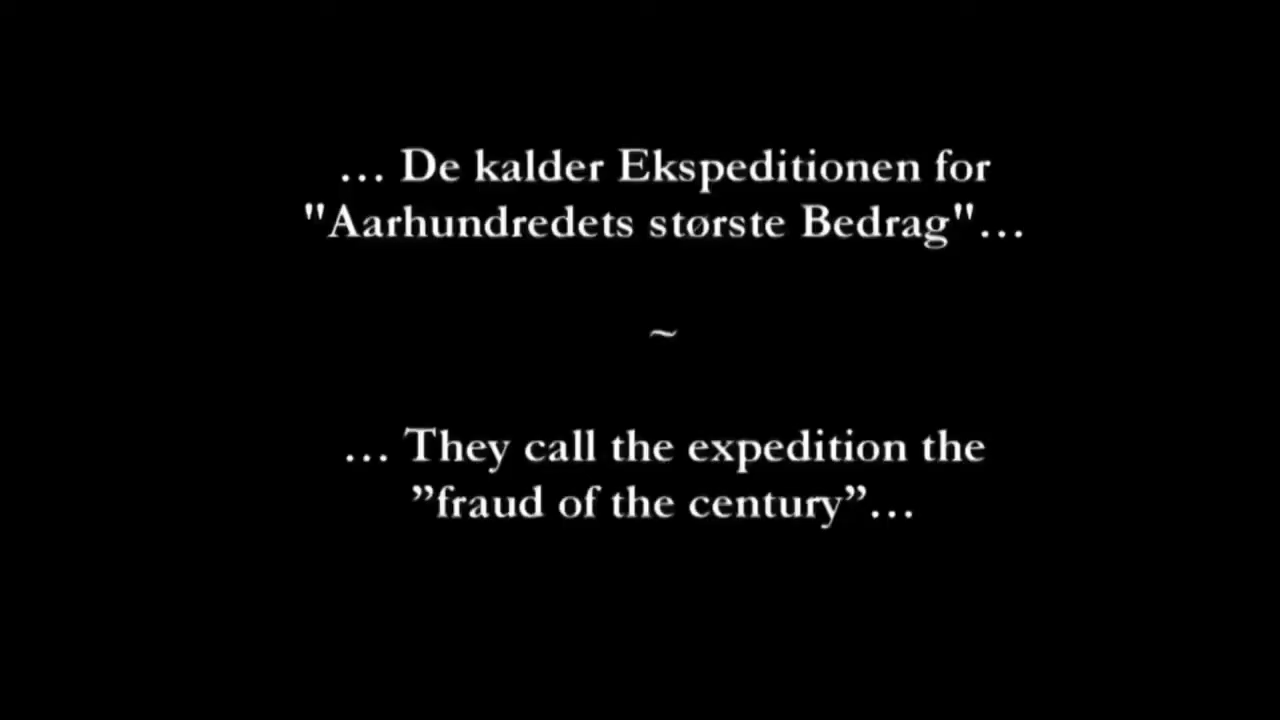 ... De kalder Ekspeditionen for
"Aarhundredets største Bedrag"...
~
... They call the expedition the
”fraud of the century”...